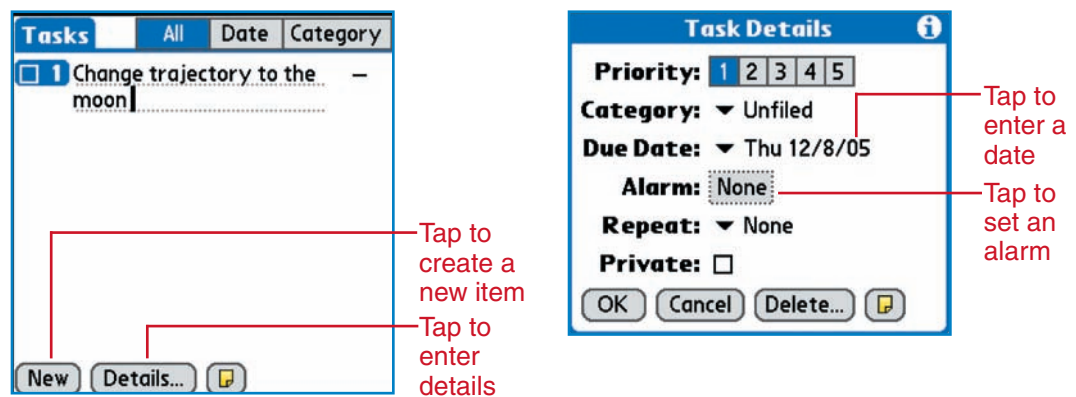 Tasks All Date Category
1 Change trajectory to the –
moon
New Details...
Tap to
create a
new item
Tap to
enter
details
Task Details
Priority: 1 2 3 4 5
Category: Unfiled
Due Date: Thu 12/8/05
Alarm: None
Repeat: None
Private:
OK Cancel Delete...
Tap to
enter a
date
Tap to
set an
alarm